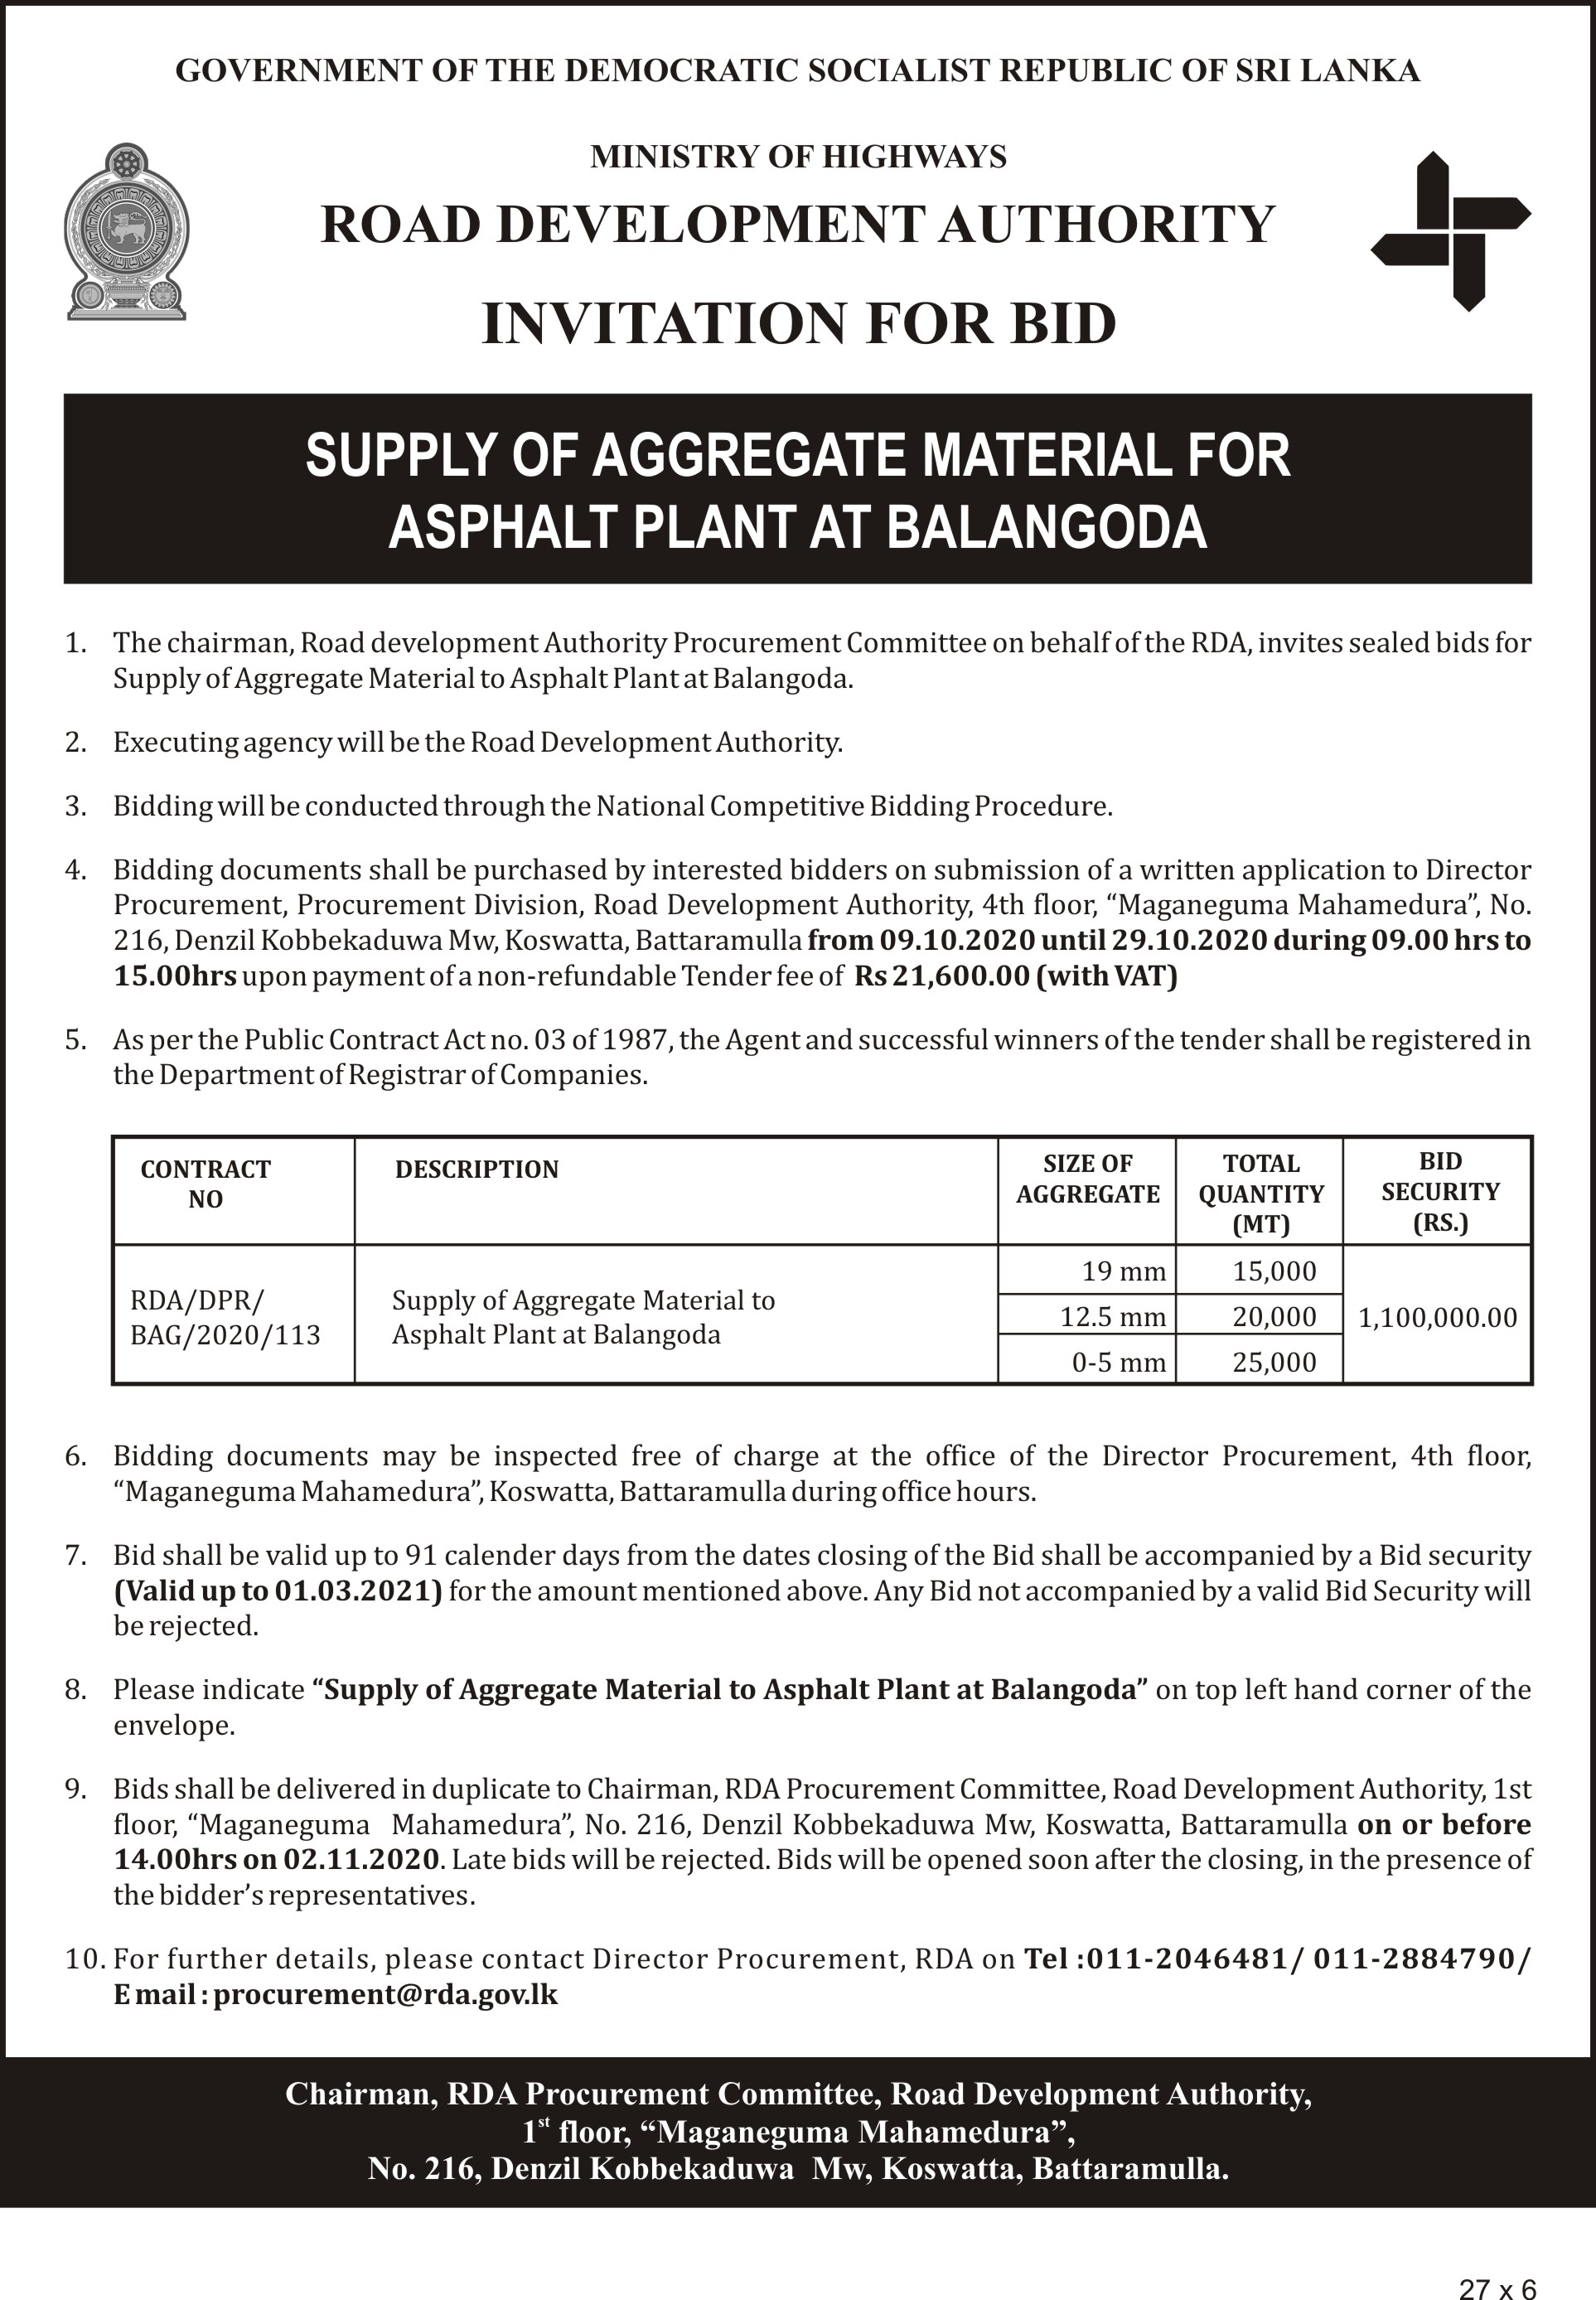 GOVERNMENT OF THE DEMOCRATIC SOCIALIST REPUBLIC OF SRI LANKA
MINISTRY OF HIGHWAYS
ROAD DEVELOPMENT AUTHORITY
INVITATION FOR BID
SUPPLY OF AGGREGATE MATERIAL FOR
ASPHALT PLANT AT BALANGODA
1. The chairman, Road development Authority Procurement Committee on behalf of the RDA, invites sealed bids for
Supply of Aggregate Material to Asphalt Plant at Balangoda.
2. Executing agency will be the Road Development Authority.
3. Bidding will be conducted through the National Competitive Bidding Procedure.
4. Bidding documents shall be purchased by interested bidders on submission of a written application to Director
Procurement, Procurement Division, Road Development Authority, 4th floor, “Maganeguma Mahamedura”, No.
216, Denzil Kobbekaduwa Mw, Koswatta, Battaramulla from 09.10.2020 until 29.10.2020 during 09.00 hrs to
15.00hrs upon payment of a non-refundable Tender fee of Rs 21,600.00 (with VAT)
5. As per the Public Contract Act no. 03 of 1987, the Agent and successful winners of the tender shall be registered in
the Department of Registrar of Companies.
CONTRACT
NO
DESCRIPTION
SIZE OF
AGGREGATE
TOTAL
QUANTITY
(MT)
BID
SECURITY
(RS.)
RDA/DPR/
BAG/2020/113
Supply of Aggregate Material to
Asphalt Plant at Balangoda
19 mm 15,000
12.5 mm 20,000
0-5 mm 25,000
1,100,000.00
6. Bidding documents may be inspected free of charge at the office of the Director Procurement, 4th floor,
“Maganeguma Mahamedura”, Koswatta, Battaramulla during office hours.
7. Bid shall be valid up to 91 calender days from the dates closing of the Bid shall be accompanied by a Bid security
(Valid up to 01.03.2021) for the amount mentioned above. Any Bid not accompanied by a valid Bid Security will
be rejected.
8. Please indicate “Supply of Aggregate Material to Asphalt Plant at Balangoda” on top left hand corner of the
envelope.
9. Bids shall be delivered in duplicate to Chairman, RDA Procurement Committee, Road Development Authority, 1st
floor, “Maganeguma Mahamedura”, No. 216, Denzil Kobbekaduwa Mw, Koswatta, Battaramulla on or before
14.00hrs on 02.11.2020. Late bids will be rejected. Bids will be opened soon after the closing, in the presence of
the bidder’s representatives.
10. For further details, please contact Director Procurement, RDA on Tel :011-2046481/ 011-2884790/
E mail : procurement@rda.gov.lk
Chairman, RDA Procurement Committee, Road Development Authority,
1st floor, “Maganeguma Mahamedura”,
No. 216, Denzil Kobbekaduwa Mw, Koswatta, Battaramulla.
27 x 6